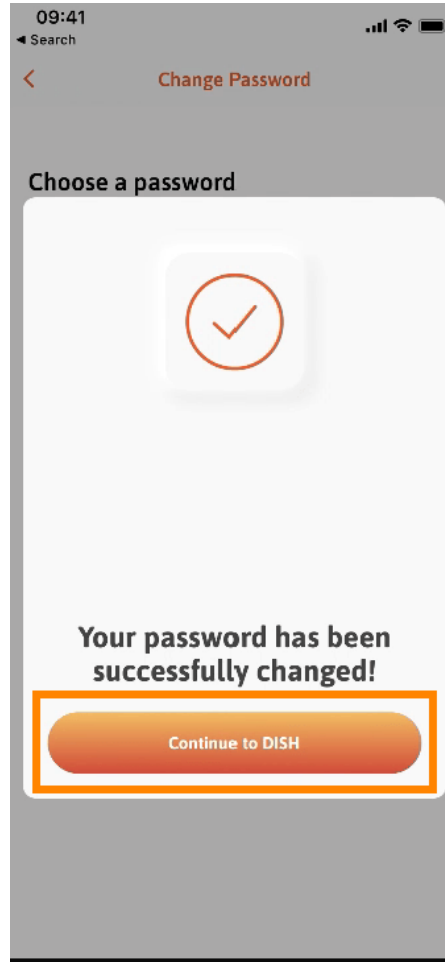 09:41
◀ Search
Change Password
Choose a password
Your password has been
successfully changed!
Continue to DISH